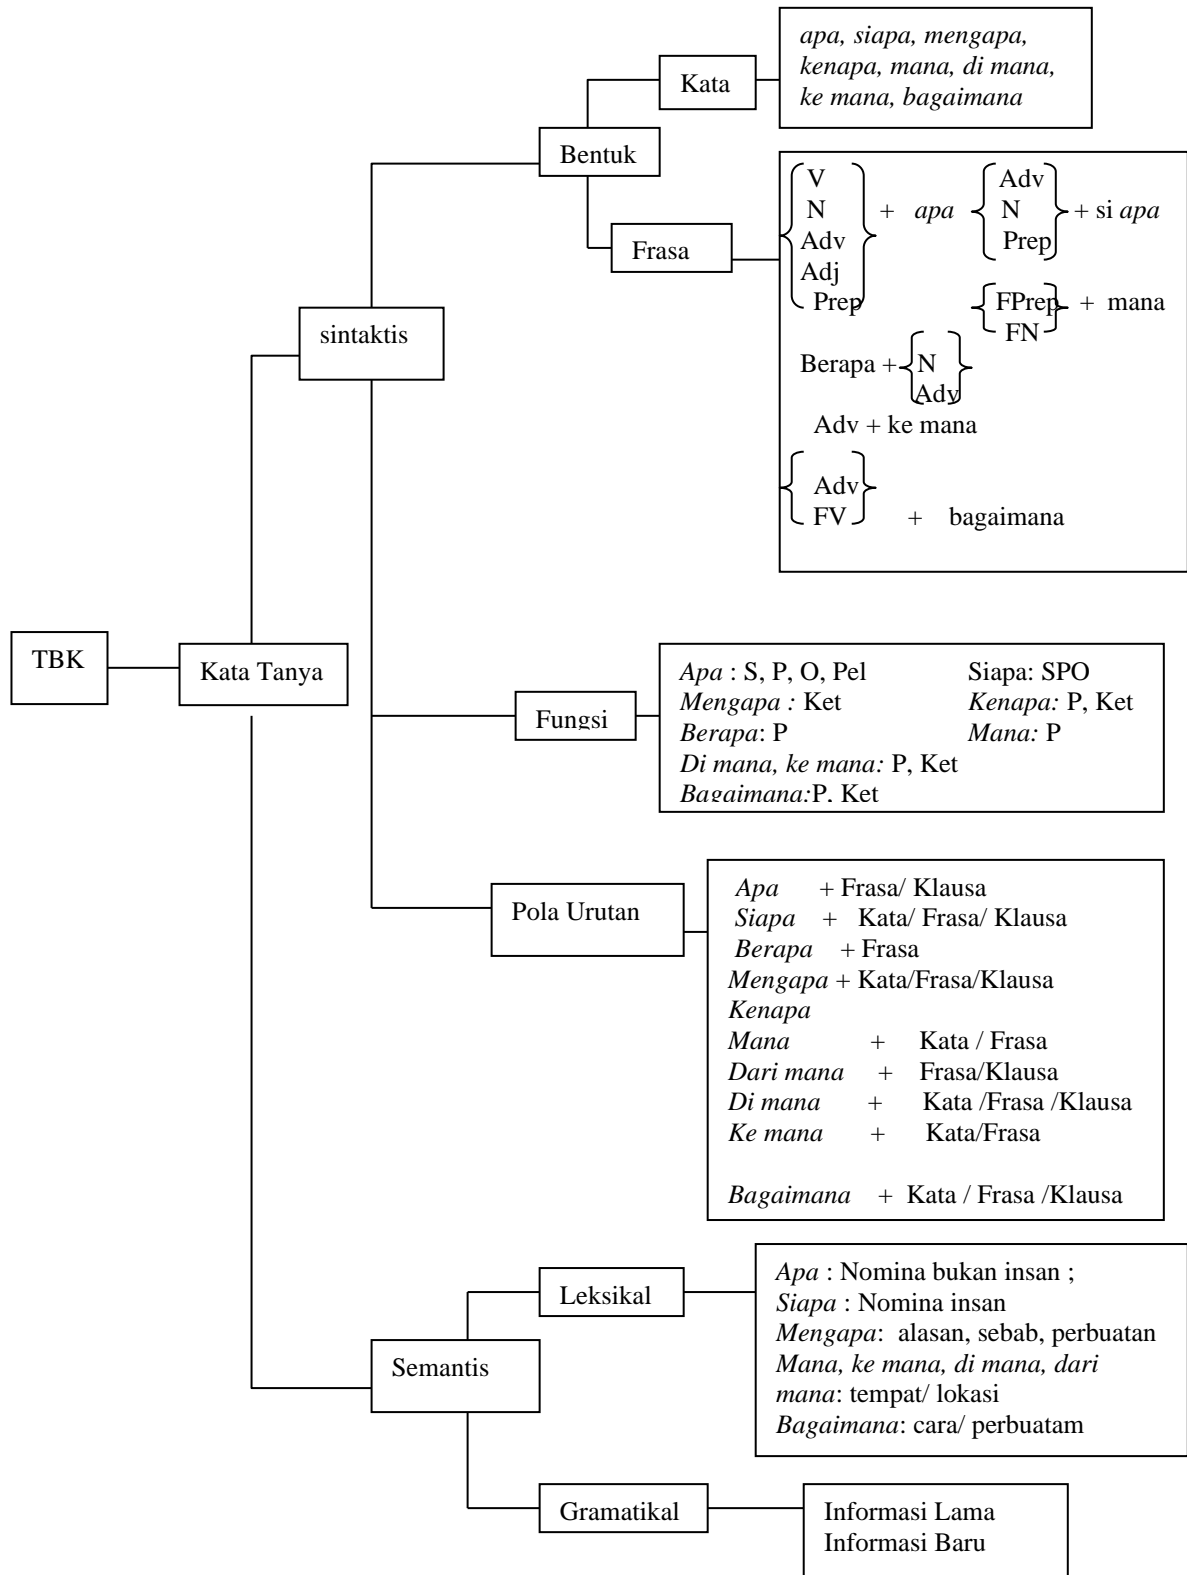 apa, siapa, mengapa,
kenapa, mana, di mana,
ke mana, bagaimana
Kata
Bentuk
Frasa
V
N
Adv
Adj
Prep
+ apa
Adv
N
Prep
+ si apa
FPrep
FN
+ mana
Berapa +
N
Adv
Adv + ke mana
Adv
FV
+ bagaimana
sintaktis
TBK
Kata Tanya
Fungsi
Apa : S, P, O, Pel Siapa: SPO
Mengapa : Ket Kenapa: P, Ket
Berapa: P Mana: P
Di mana, ke mana: P, Ket
Bagaimana:P, Ket
Pola Urutan
Apa + Frasa/ Klausa
Siapa + Kata/ Frasa/ Klausa
Berapa + Frasa
Mengapa + Kata/Frasa/Klausa
Kenapa
Mana + Kata / Frasa
Dari mana + Frasa/Klausa
Di mana + Kata /Frasa /Klausa
Ke mana + Kata/Frasa
Bagaimana + Kata / Frasa /Klausa
Semantis
Leksikal
Apa : Nomina bukan insan ;
Siapa : Nomina insan
Mengapa: alasan, sebab, perbuatan
Mana, ke mana, di mana, dari
mana: tempat/ lokasi
Bagaimana: cara/ perbuatam
Gramatikal
Informasi Lama
Informasi Baru